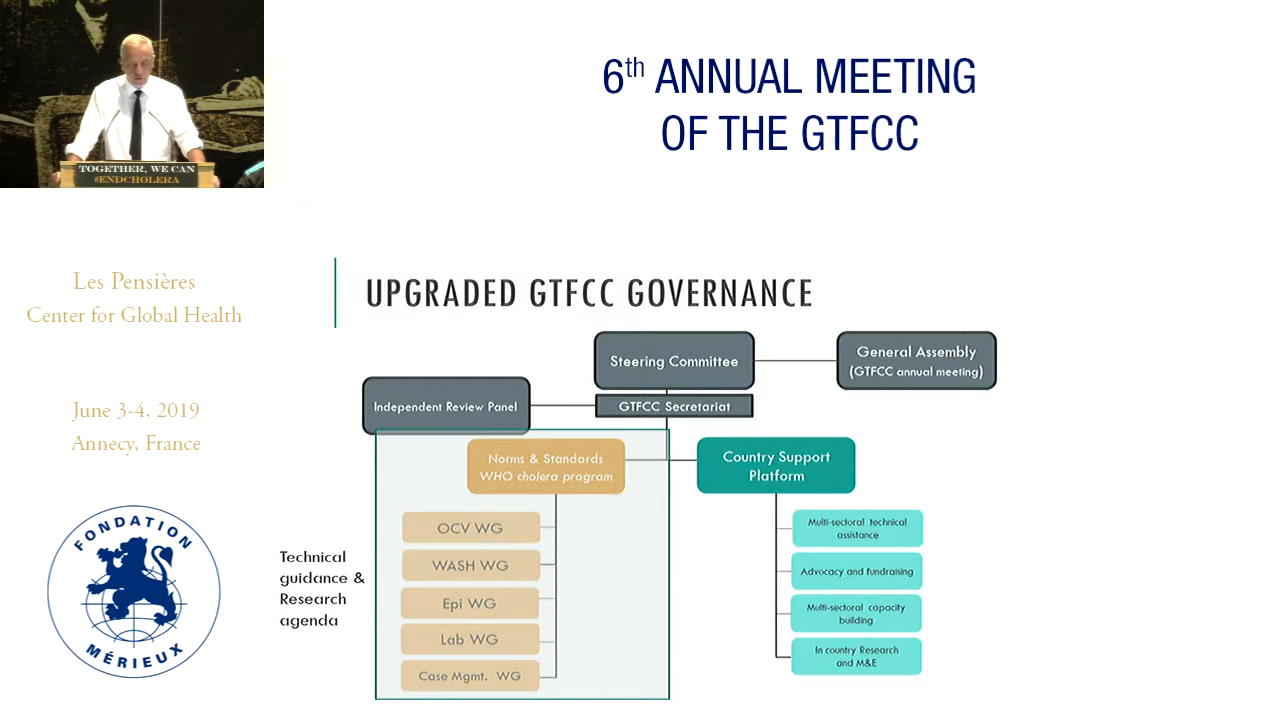 TOGETHER, WE CAN
#ENDCHOLERA
6th ANNUAL MEETING
OF THE GTFCC
Les Pensières
Center for Global Health
June 3-4, 2019
Annecy, France
FONDATION
MÉRIEUX
UPGRADED GTFCC GOVERNANCE
Steering Committee
General Assembly
(GTFCC annual meeting)
Independent Review Panel
GTFCC Secretariat
Norms & Standards
WHO cholera program
Country Support
Platform
Technical
guidance &
Research
agenda
OCV WG
WASH WG
Epi WG
Lab WG
Case Mgmt. WG
Multi-sectoral technical
assistance
Advocacy and fundraising
Multi-sectoral capacity
building
In country Research
and M&E